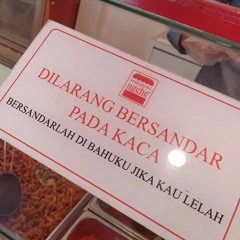 DILARANG BERSANDAR
PADA KACA
BERSANDARLAH DI BAHUKU JIKA KAU LELAH